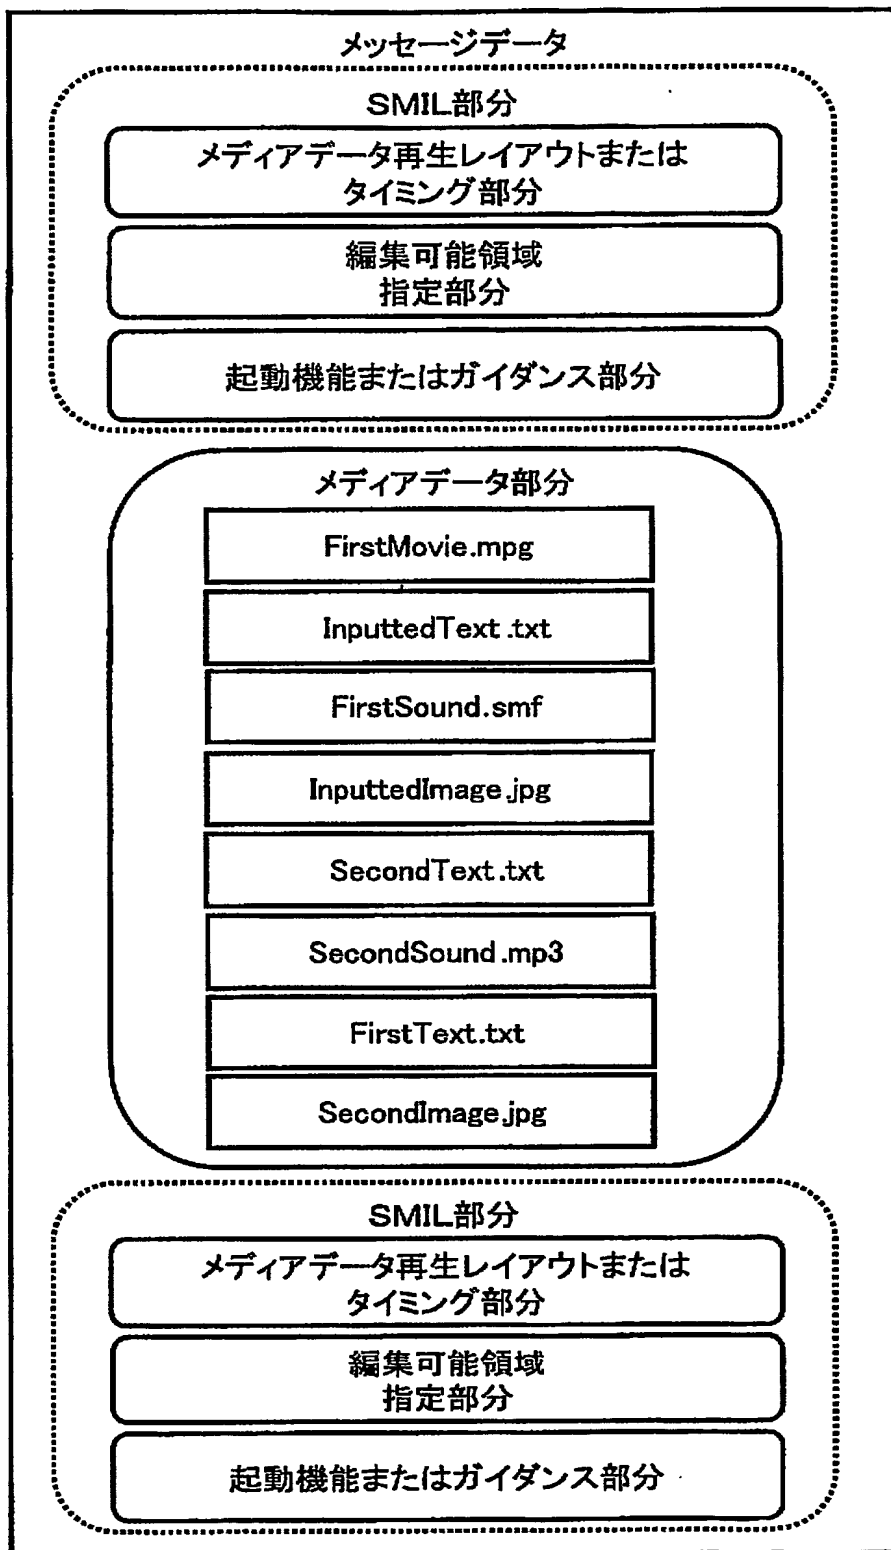 メッセージデータ
SMIL部分
メディアデータ再生レイアウトまたは
タイミング部分
編集可能領域
指定部分
起動機能またはガイダンス部分
メディアデータ部分
FirstMovie.mpg
InputtedText.txt
FirstSound.smf
InputtedImage.jpg
SecondText.txt
SecondSound.mp3
FirstText.txt
SecondImage.jpg
SMIL部分
メディアデータ再生レイアウトまたは
タイミング部分
編集可能領域
指定部分
起動機能またはガイダンス部分